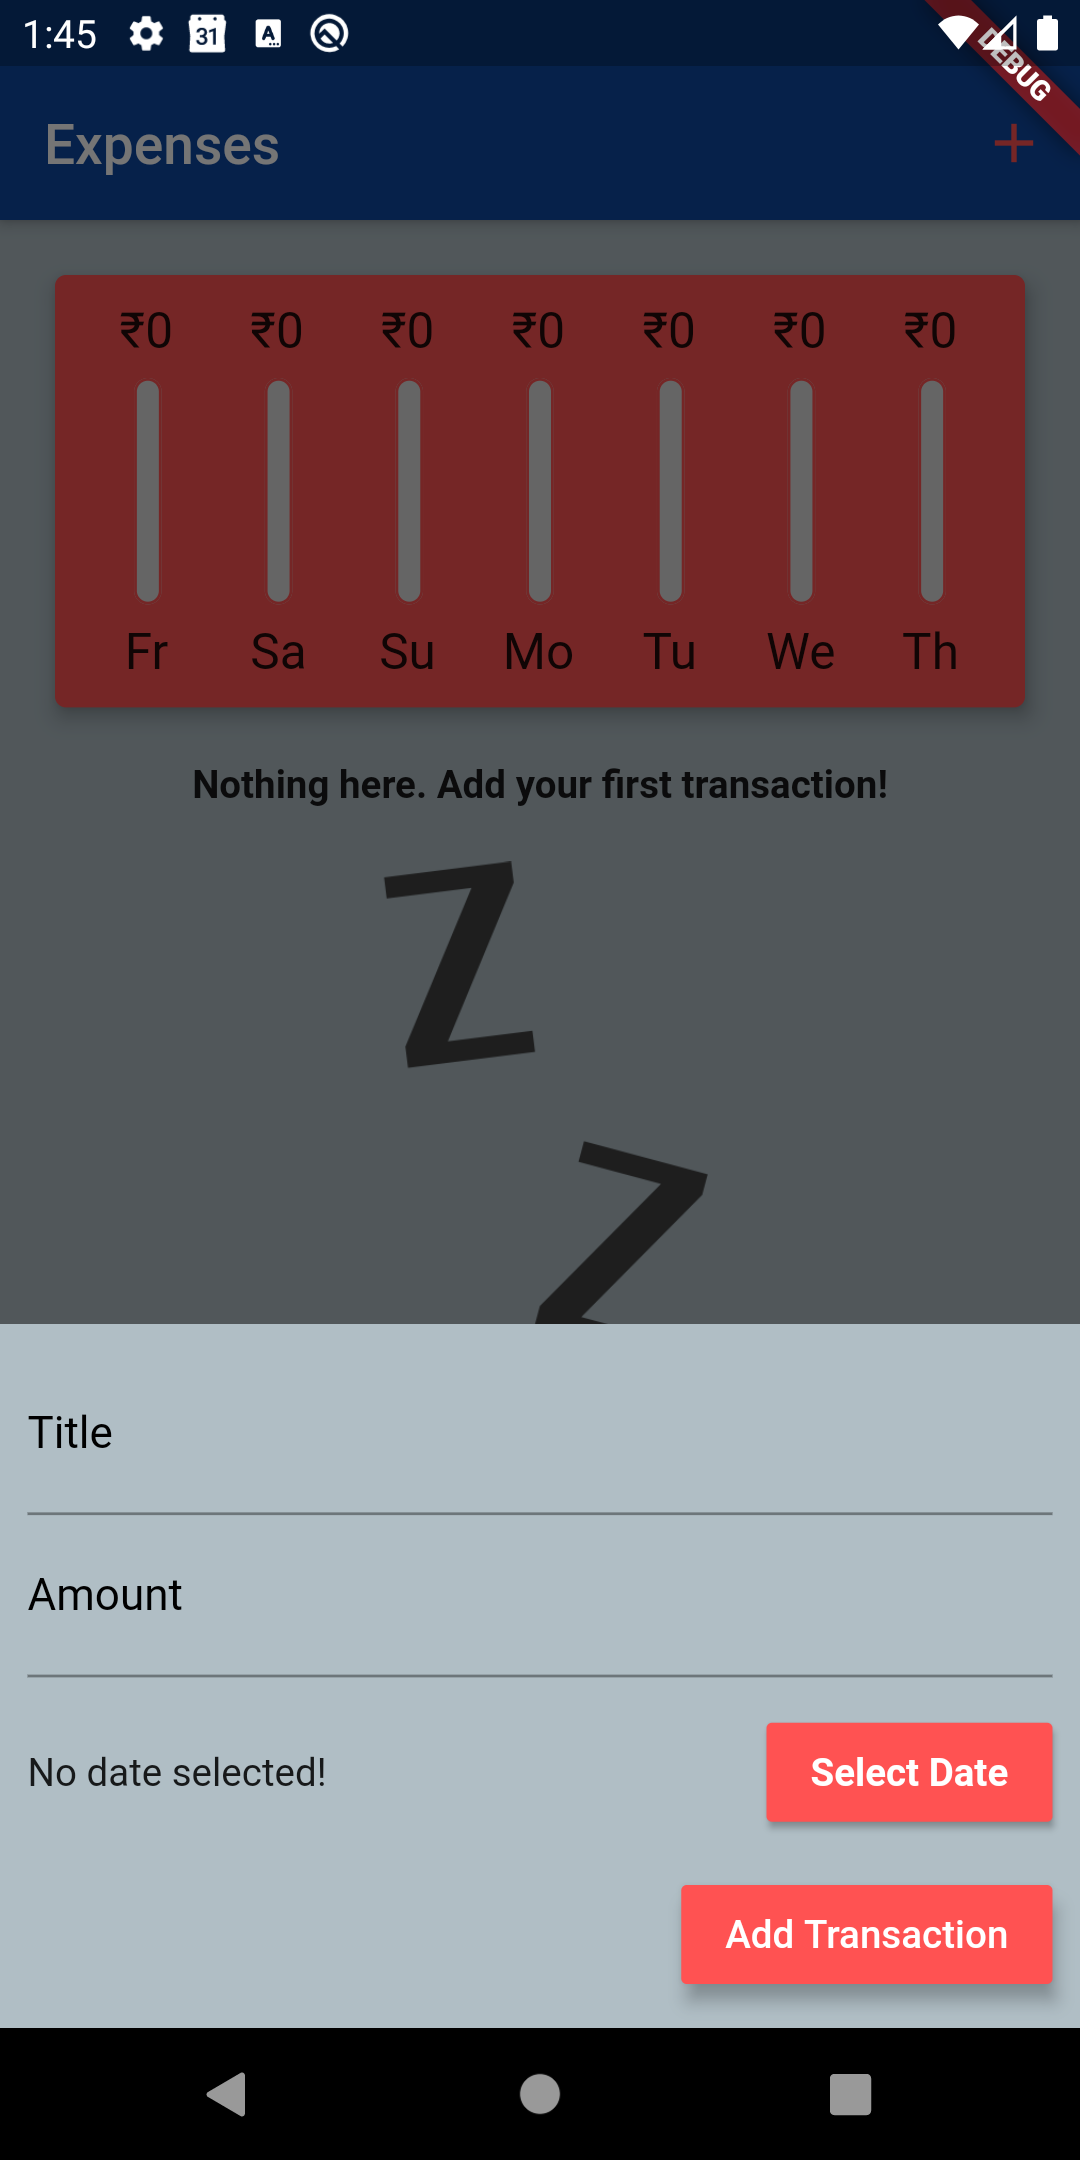 1:45 31 A
DEBUG
Expenses
₹0 ₹0 ₹0 ₹0 ₹0 ₹0 ₹0
Fr Sa Su Mo Tu We Th
Nothing here. Add your first transaction!
Z
Z
Title
Amount
No date selected! Select Date
Add Transaction